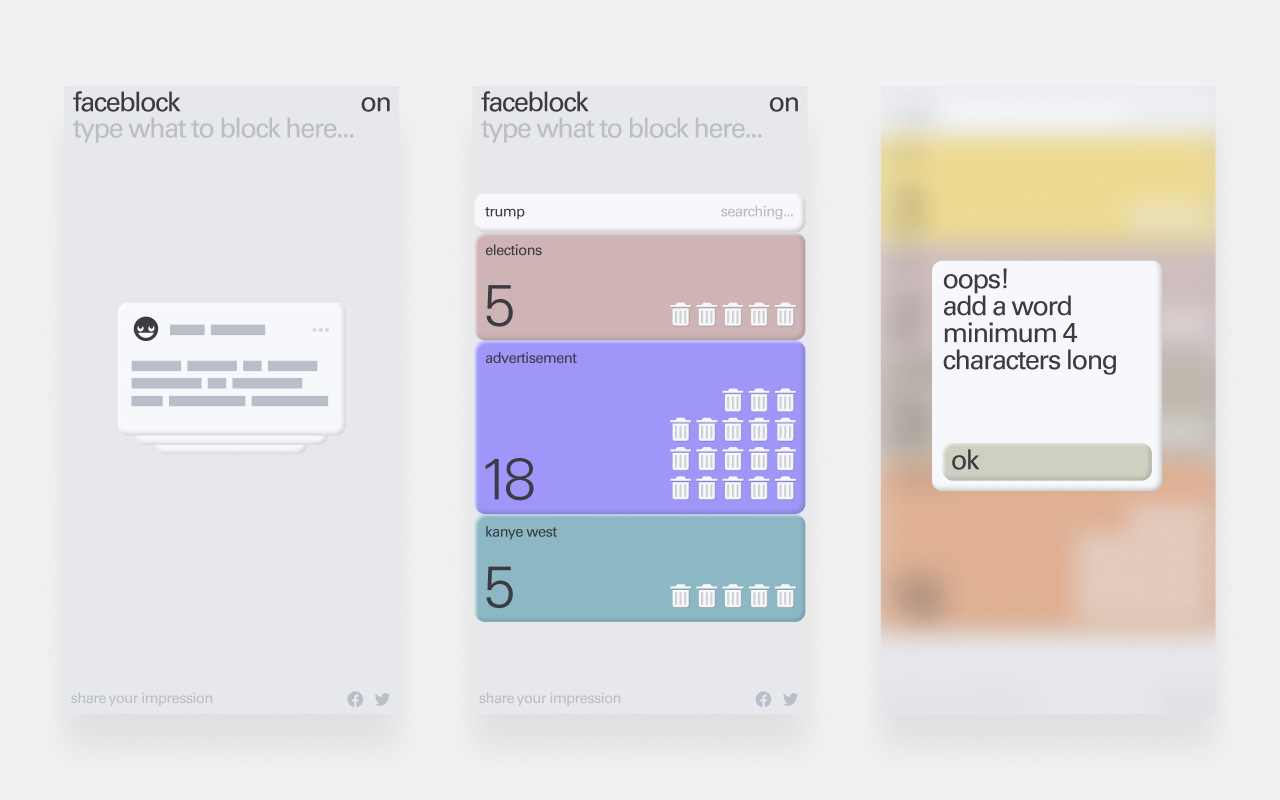 faceblock on
type what to block here...
share your impression
faceblock on
type what to block here...
trump searching...
elections
5
advertisement
18
kanye west
5
share your impression
oops!
add a word
minimum 4
characters long
ok